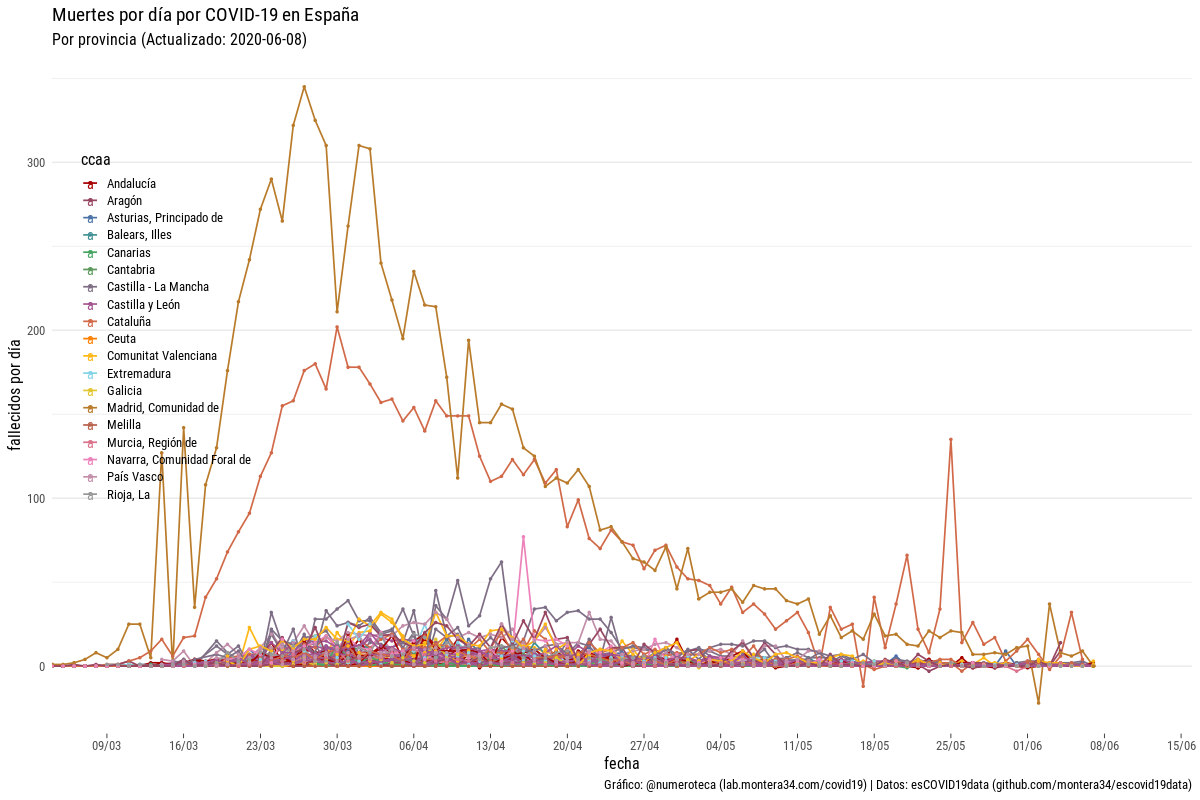 Muertes por día por COVID-19 en España
Por provincia (Actualizado: 2020-06-08)
fallecidos por día
300
200
100
0
ccaa
Andalucía
Aragón
Asturias, Principado de
Balears, Illes
Canarias
Cantabria
Castilla - La Mancha
Castilla y León
Cataluña
Ceuta
Comunitat Valenciana
Extremadura
Galicia
Madrid, Comunidad de
Melilla
Murcia, Región de
Navarra, Comunidad Foral de
País Vasco
Rioja, La
09/03 16/03 23/03 30/03 06/04 13/04 20/04 27/04 04/05 11/05 18/05 25/05 01/06 08/06 15/06
fecha
Gráfico: @numeroteca (lab.montera34.com/covid19) | Datos: esCOVID19data (github.com/montera34/escovid19data)